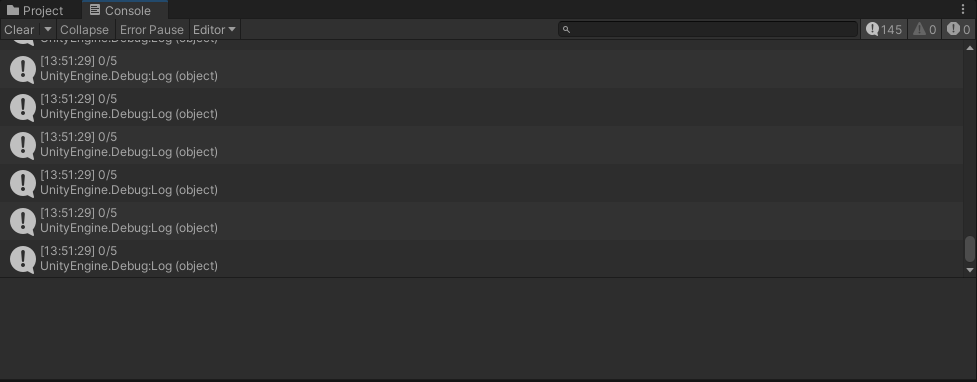 Project
Console
Clear
Collapse
Error Pause
Editor
145
0
0
UnityEngine.Debug:Log (object)
[13:51:29] 0/5
UnityEngine.Debug:Log (object)
[13:51:29] 0/5
UnityEngine.Debug:Log (object)
[13:51:29] 0/5
UnityEngine.Debug:Log (object)
[13:51:29] 0/5
UnityEngine.Debug:Log (object)
[13:51:29] 0/5
UnityEngine.Debug:Log (object)
[13:51:29] 0/5
UnityEngine.Debug:Log (object)